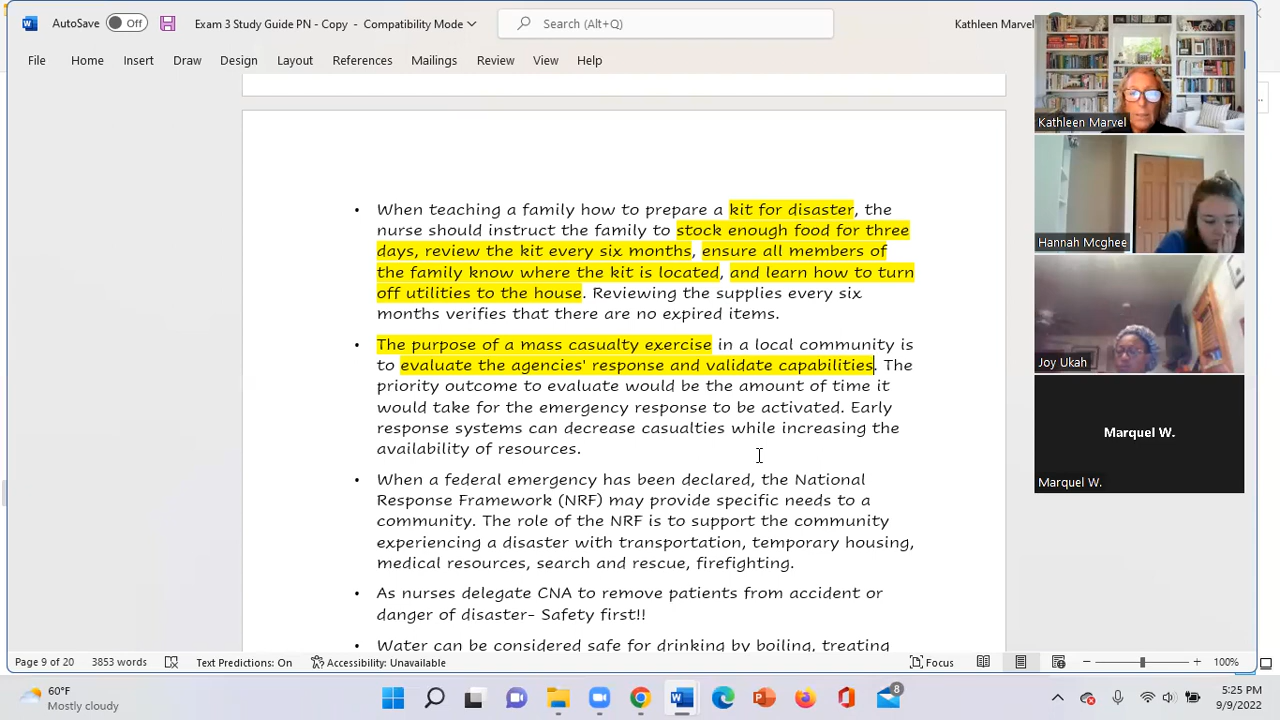 AutoSave Off Exam 3 Study Guide PN - Copy - Compatibility Mode Search (Alt+Q) Kathleen Marvel
File Home Insert Draw Design Layout References Mailings Review View Help
Kathleen Marvel
• When teaching a family how to prepare a kit for disaster, the
nurse should instruct the family to stock enough food for three
days, review the kit every six months, ensure all members of
the family know where the kit is located, and learn how to turn
off utilities to the house. Reviewing the supplies every six
months verifies that there are no expired items.
• The purpose of a mass casualty exercise in a local community is
to evaluate the agencies' response and validate capabilities. The
priority outcome to evaluate would be the amount of time it
would take for the emergency response to be activated. Early
response systems can decrease casualties while increasing the
availability of resources.
• When a federal emergency has been declared, the National
Response Framework (NRF) may provide specific needs to a
community. The role of the NRF is to support the community
experiencing a disaster with transportation, temporary housing,
medical resources, search and rescue, firefighting.
• As nurses delegate CNA to remove patients from accident or
danger of disaster- Safety first!!
• Water can be considered safe for drinking by boiling, treating
Hannah Mcghee
Joy Ukah
Marquel W.
Marquel W.
Page 9 of 20 3853 words Text Predictions: On Accessibility: Unavailable Focus 100%
60°F
Mostly cloudy
8
5:25 PM
9/9/2022